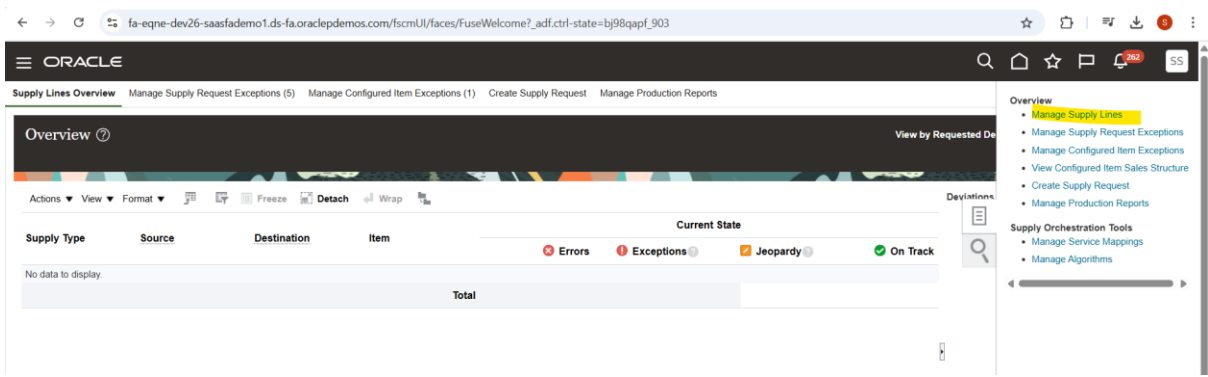 fa-eqne-dev26-saasfademo1.ds-fa.oraclepdemos.com/fscmUI/faces/FuseWelcome?_adf.ctrl-state=bj98qapf_903
S
ORACLE
262
SS
Supply Lines Overview Manage Supply Request Exceptions (5) Manage Configured Item Exceptions (1) Create Supply Request Manage Production Reports
Overview
View by Requested De
Actions View Format Freeze Detach Wrap
Deviations
Current State
Supply Type Source Destination Item
Errors Exceptions Jeopardy On Track
No data to display.
Total
Overview
• Manage Supply Lines
• Manage Supply Request Exceptions
• Manage Configured Item Exceptions
• View Configured Item Sales Structure
• Create Supply Request
• Manage Production Reports
Supply Orchestration Tools
• Manage Service Mappings
• Manage Algorithms